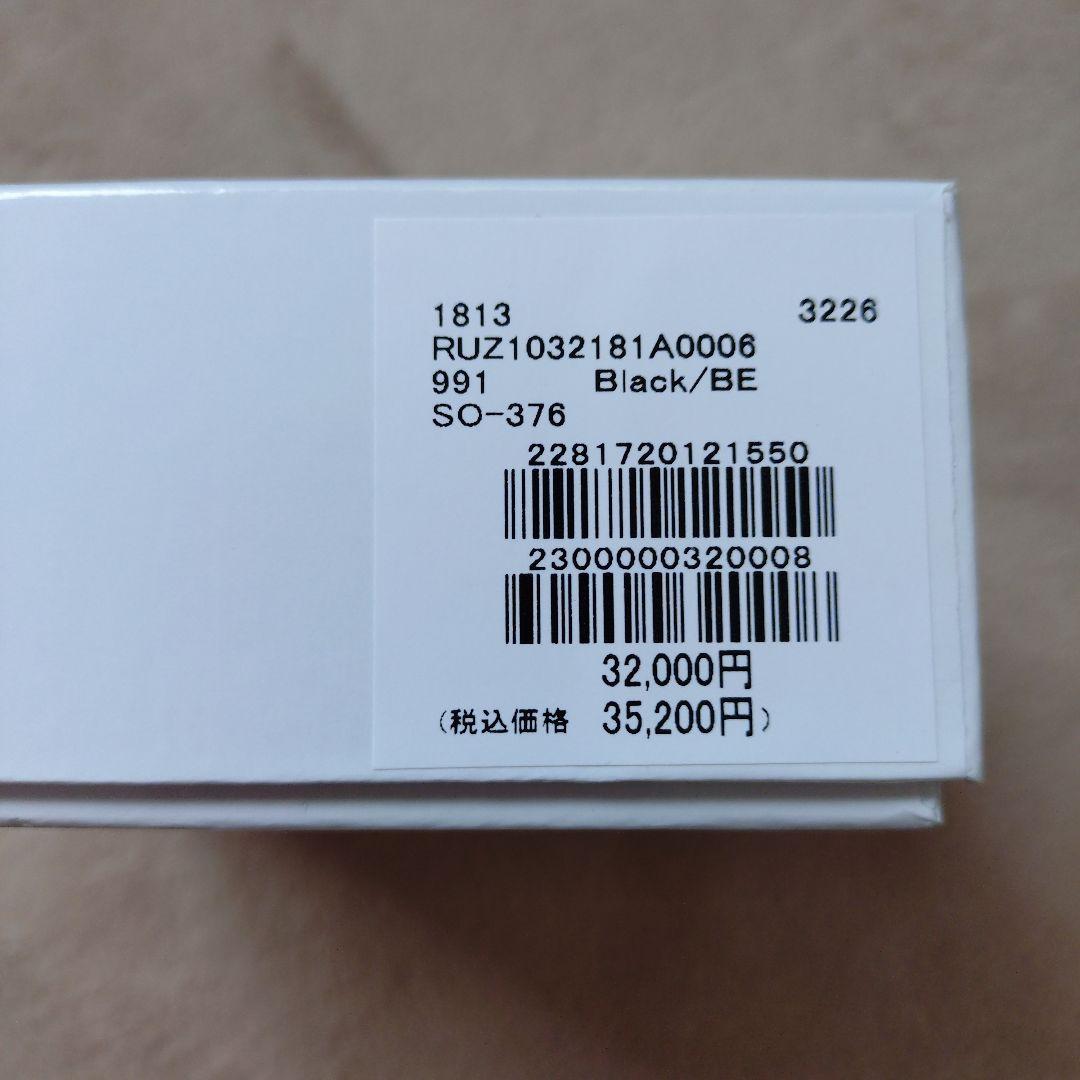 1813 3226
RUZ1032181A0006
991 Black/BE
SO-376
2281720121550
2300000320008
32,000円
(税込価格 35,200円)